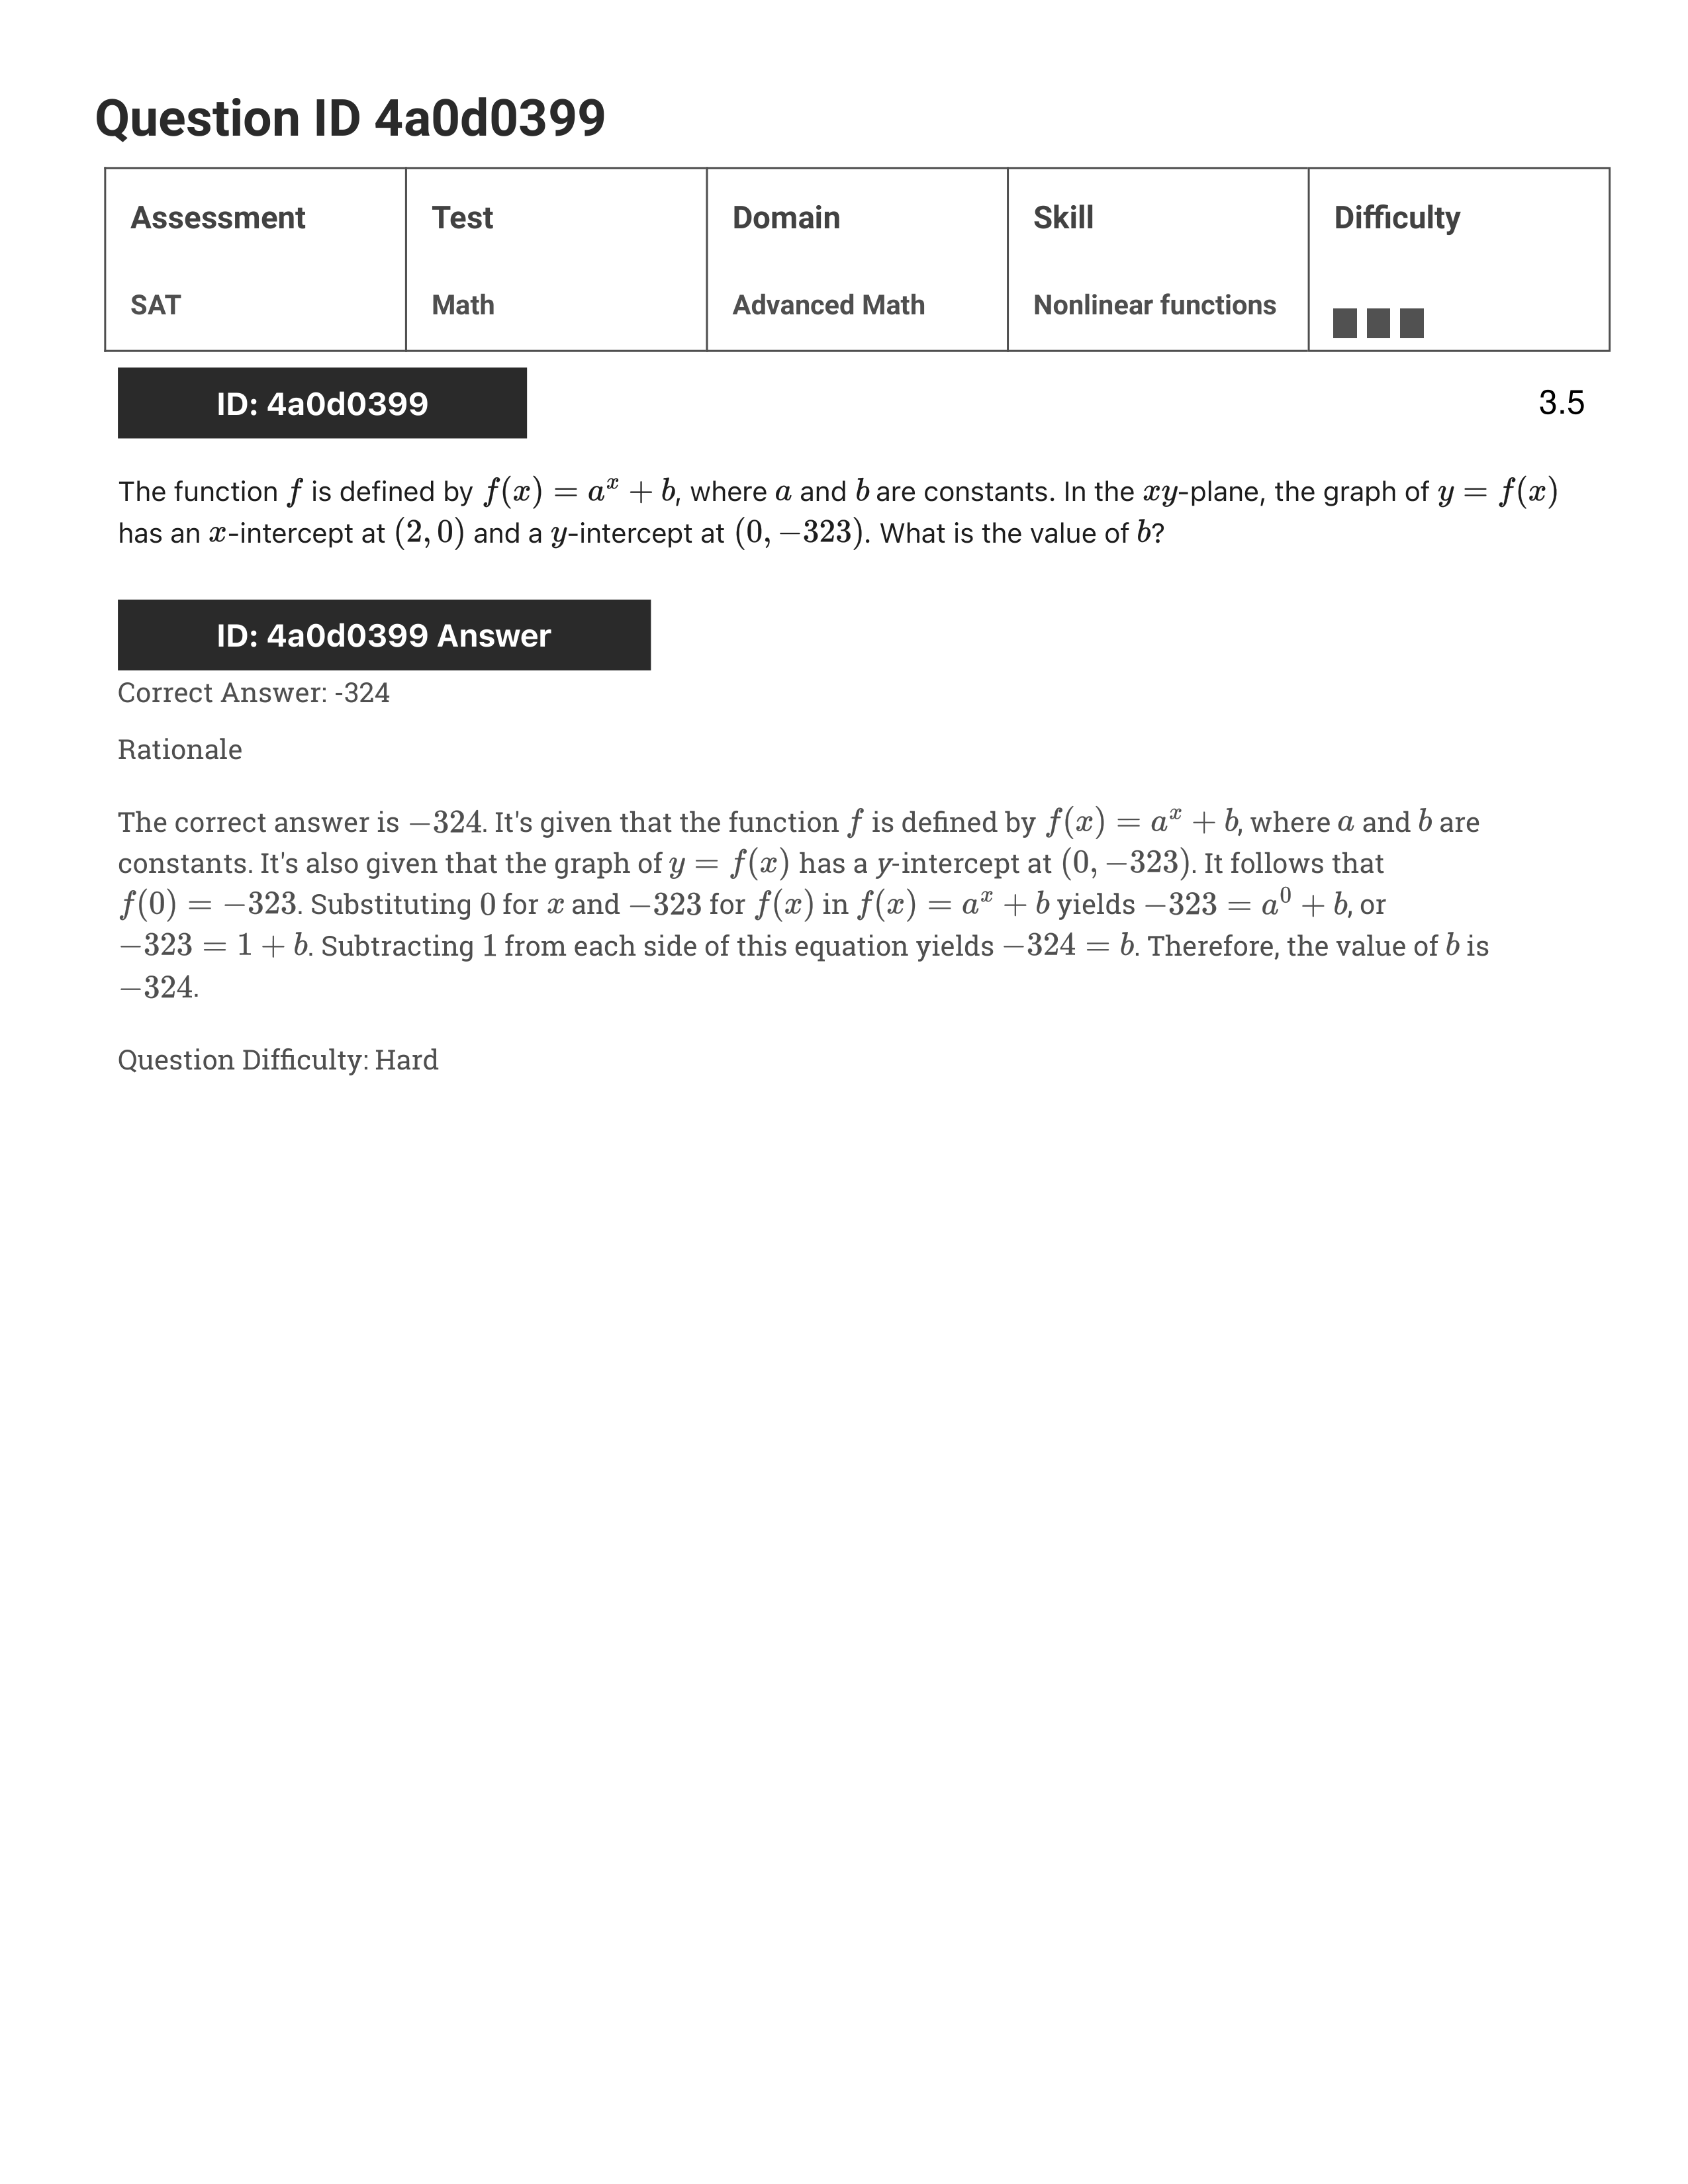 Question ID 4a0d0399
Assessment Test Domain Skill Difficulty
SAT Math Advanced Math Nonlinear functions
ID: 4a0d0399 3.5
The function f is defined by f(x) = aˣ + b, where a and b are constants. In the xy-plane, the graph of y = f(x)
has an x-intercept at (2, 0) and a y-intercept at (0, −323). What is the value of b?
ID: 4a0d0399 Answer
Correct Answer: -324
Rationale
The correct answer is −324. It's given that the function f is defined by f(x) = aˣ + b, where a and b are
constants. It's also given that the graph of y = f(x) has a y-intercept at (0, −323). It follows that
f(0) = −323. Substituting 0 for x and −323 for f(x) in f(x) = aˣ + b yields −323 = a⁰ + b, or
−323 = 1 + b. Subtracting 1 from each side of this equation yields −324 = b. Therefore, the value of b is
−324.
Question Difficulty: Hard